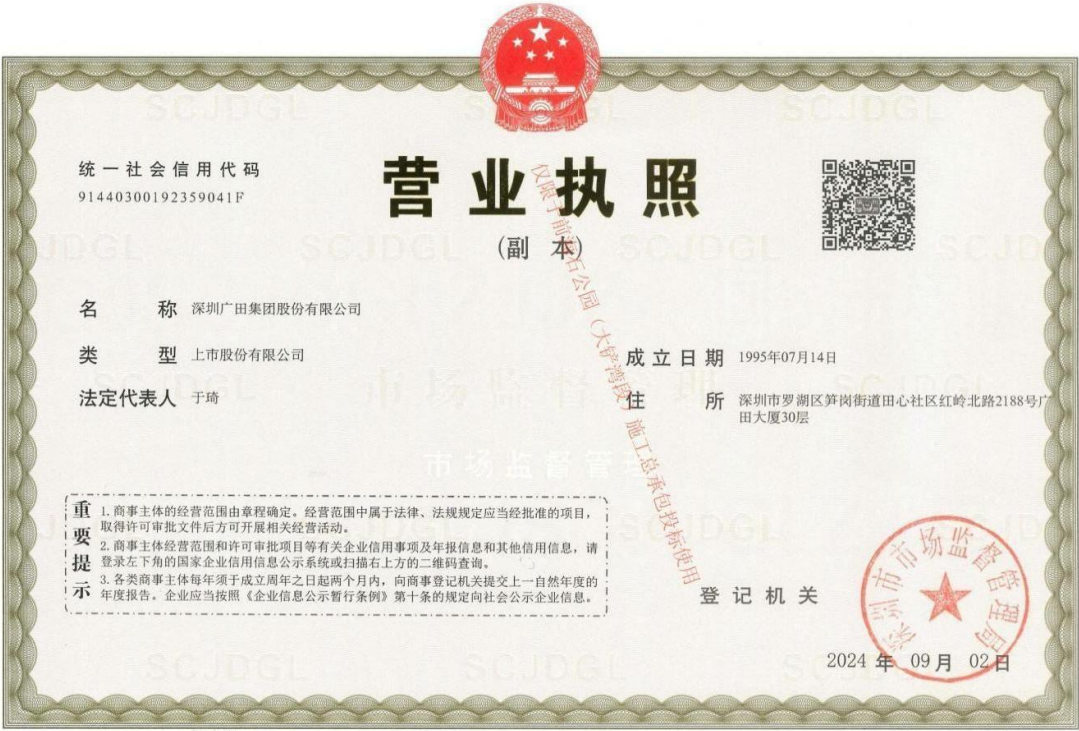 统一社会信用代码
91440300192359041F
营业执照
(副 本)
名 称 深圳广田集团股份有限公司
类 型 上市股份有限公司
法定代表人 于琦
成立日期 1995年07月14日
住 所 深圳市罗湖区笋岗街道田心社区红岭北路2188号广
田大厦30层
重要提示
1. 商事主体的经营范围由章程确定。经营范围中属于法律、法规规定应当经批准的项目，
取得许可审批文件后方可开展相关经营活动。
2. 商事主体经营范围和许可审批项目等有关企业信用事项及年报信息和其他信用信息，请
登录左下角的国家企业信用信息公示系统或扫描右上方的二维码查询。
3. 各类商事主体每年须于成立周年之日起两个月内，向商事登记机关提交上一自然年度的
年度报告。企业应当按照《企业信息公示暂行条例》第十条的规定向社会公示企业信息。
登记机关
深圳市市场监督管理局
2024 年 09 月 02 日
仅限于前 石公园（大铲湾段）施工总承包投标使用
SCJDGL
市场监督管理